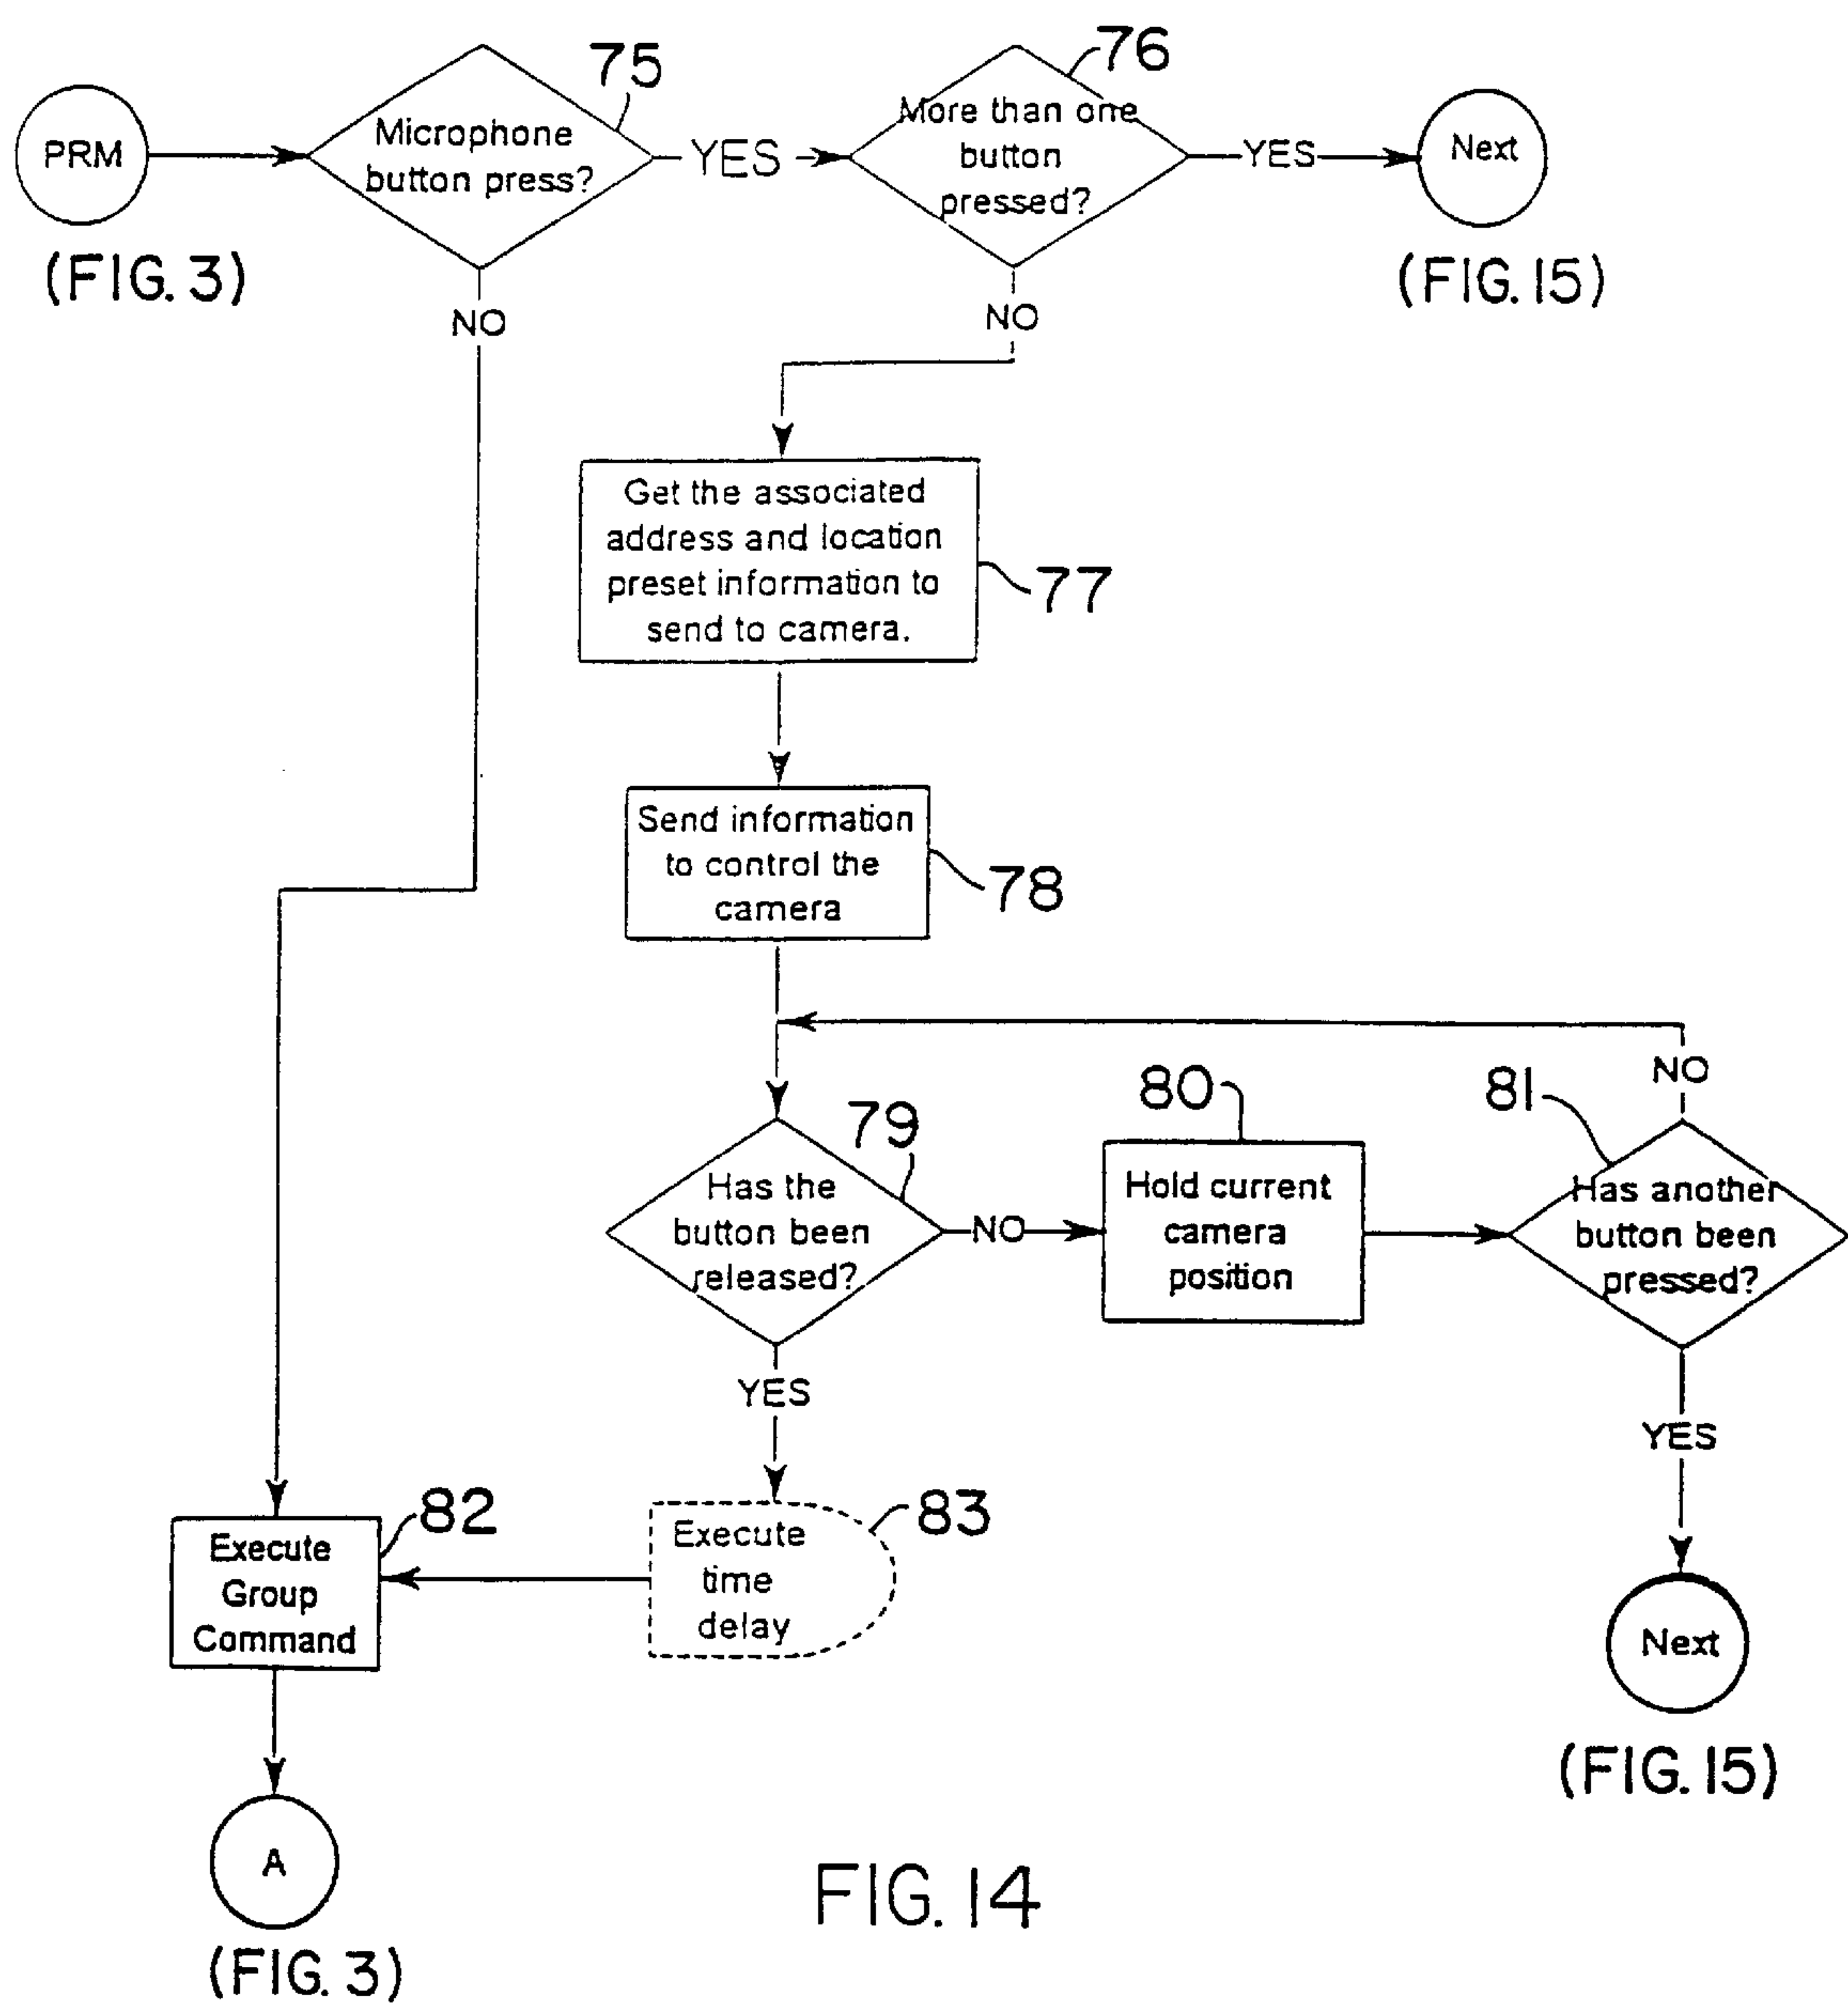 75
76
PRM
Microphone
button press?
YES
More than one
button
pressed?
YES
Next
(FIG. 3)
(FIG. 15)
NO
NO
Get the associated
address and location
preset information to
send to camera.
77
Send information
to control the
camera
78
NO
79
80
81
Has the
button been
released?
NO
Hold current
camera
position
Has another
button been
pressed?
YES
YES
82
Execute
Group
Command
83
Execute
time
delay
Next
(FIG. 15)
A
(FIG. 3)
FIG. 14